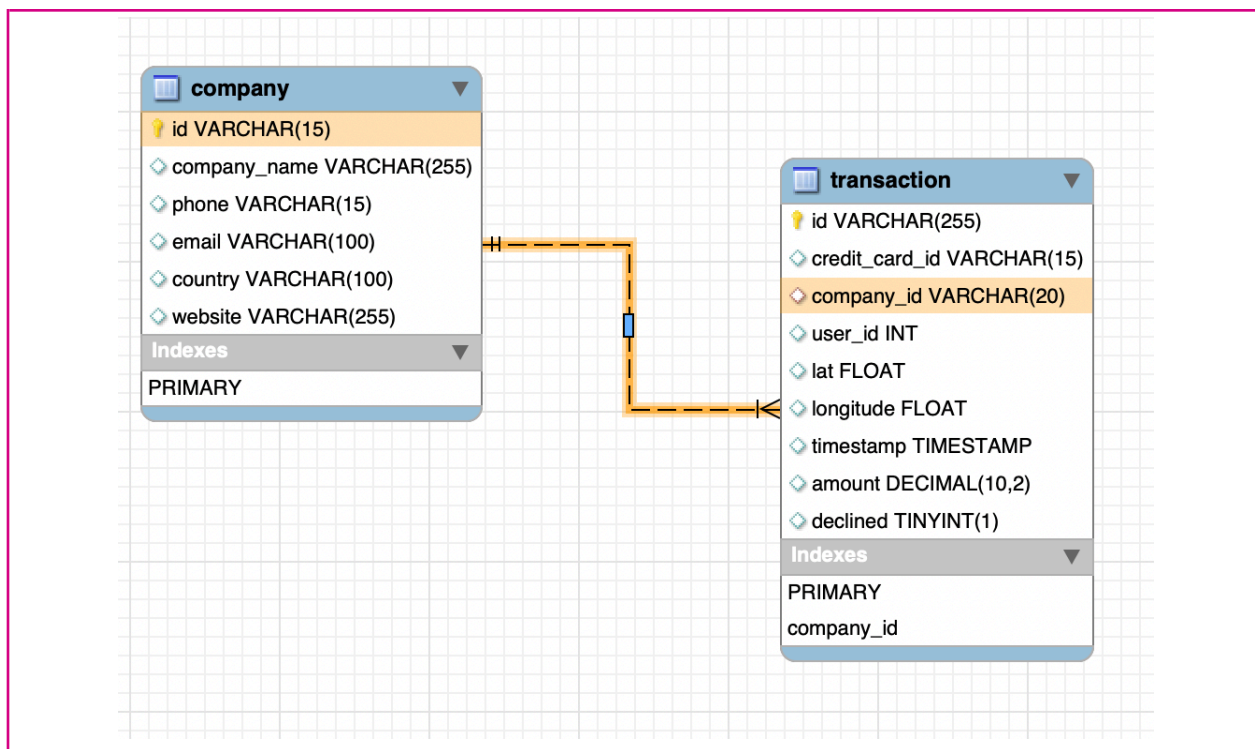 company
id VARCHAR(15)
company_name VARCHAR(255)
phone VARCHAR(15)
email VARCHAR(100)
country VARCHAR(100)
website VARCHAR(255)
Indexes
PRIMARY
transaction
id VARCHAR(255)
credit_card_id VARCHAR(15)
company_id VARCHAR(20)
user_id INT
lat FLOAT
longitude FLOAT
timestamp TIMESTAMP
amount DECIMAL(10,2)
declined TINYINT(1)
Indexes
PRIMARY
company_id